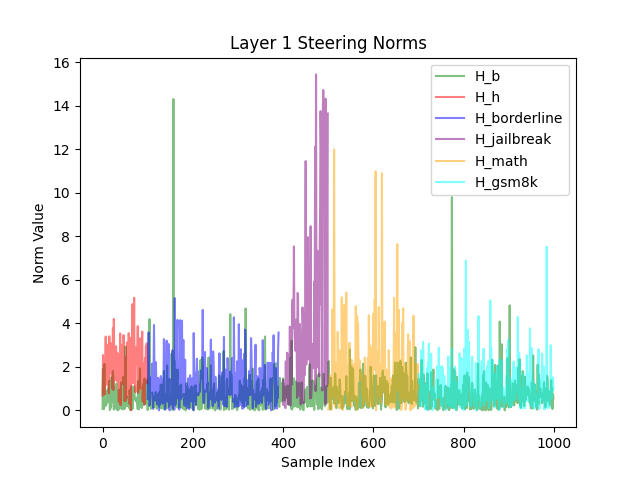 Layer 1 Steering Norms
16
14
12
10
8
6
4
2
0
Norm Value
H_b
H_h
H_borderline
H_jailbreak
H_math
H_gsm8k
0 200 400 600 800 1000
Sample Index